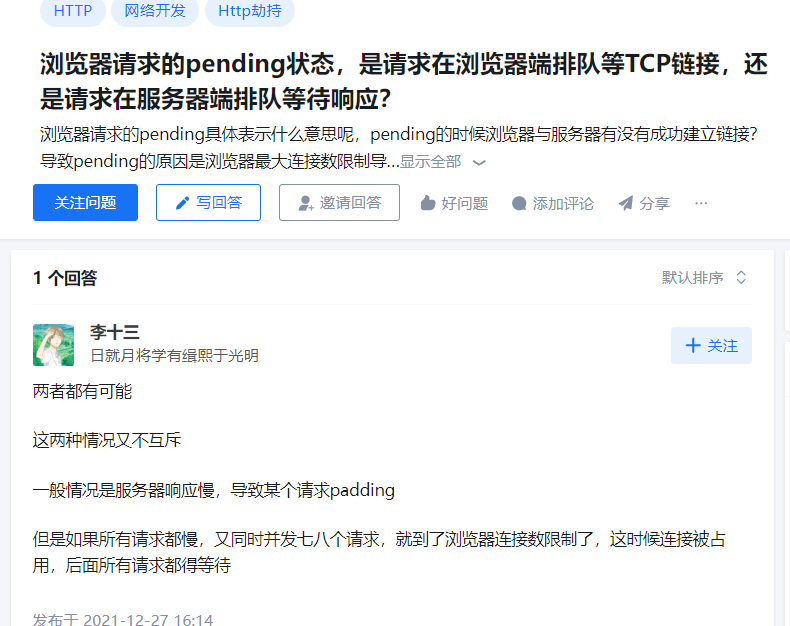 HTTP 网络开发 Http劫持
浏览器请求的pending状态，是请求在浏览器端排队等TCP链接，还
是请求在服务器端排队等待响应？
浏览器请求的pending具体表示什么意思呢，pending的时候浏览器与服务器有没有成功建立链接？
导致pending的原因是浏览器最大连接数限制导...显示全部
关注问题 写回答 邀请回答 好问题 添加评论 分享 ...
1 个回答 默认排序
李十三
日就月将学有缉熙于光明
+ 关注
两者都有可能
这两种情况又不互斥
一般情况是服务器响应慢，导致某个请求padding
但是如果所有请求都慢，又同时并发七八个请求，就到了浏览器连接数限制了，这时候连接被占
用，后面所有请求都得等待
发布于 2021-12-27 16:14